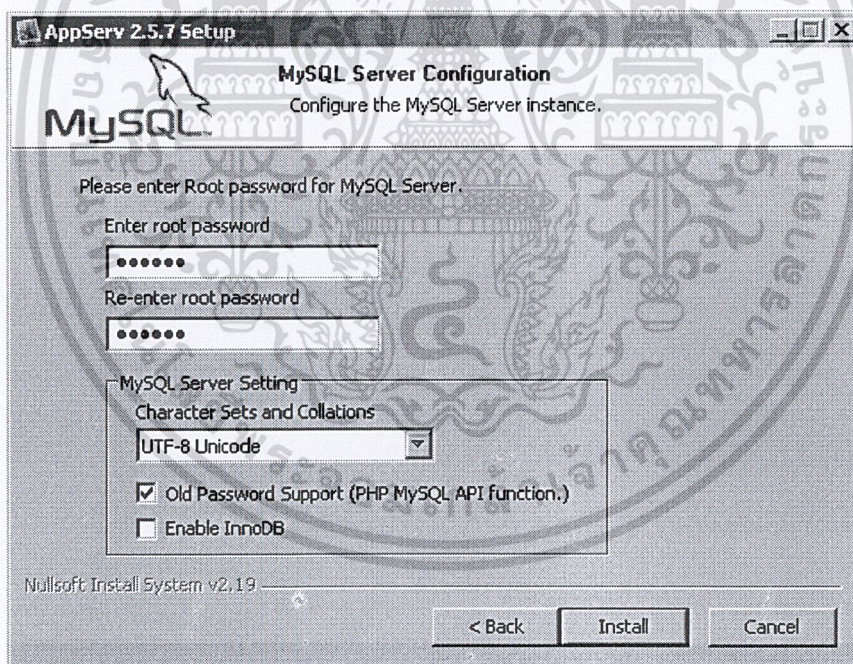 AppServ 2.5.7 Setup
MySQL
MySQL Server Configuration
Configure the MySQL Server instance.
Please enter Root password for MySQL Server.
Enter root password
●●●●●●
Re-enter root password
●●●●●●
MySQL Server Setting
Character Sets and Collations
UTF-8 Unicode
Old Password Support (PHP MySQL API function.)
Enable InnoDB
Nullsoft Install System v2.19
< Back
Install
Cancel